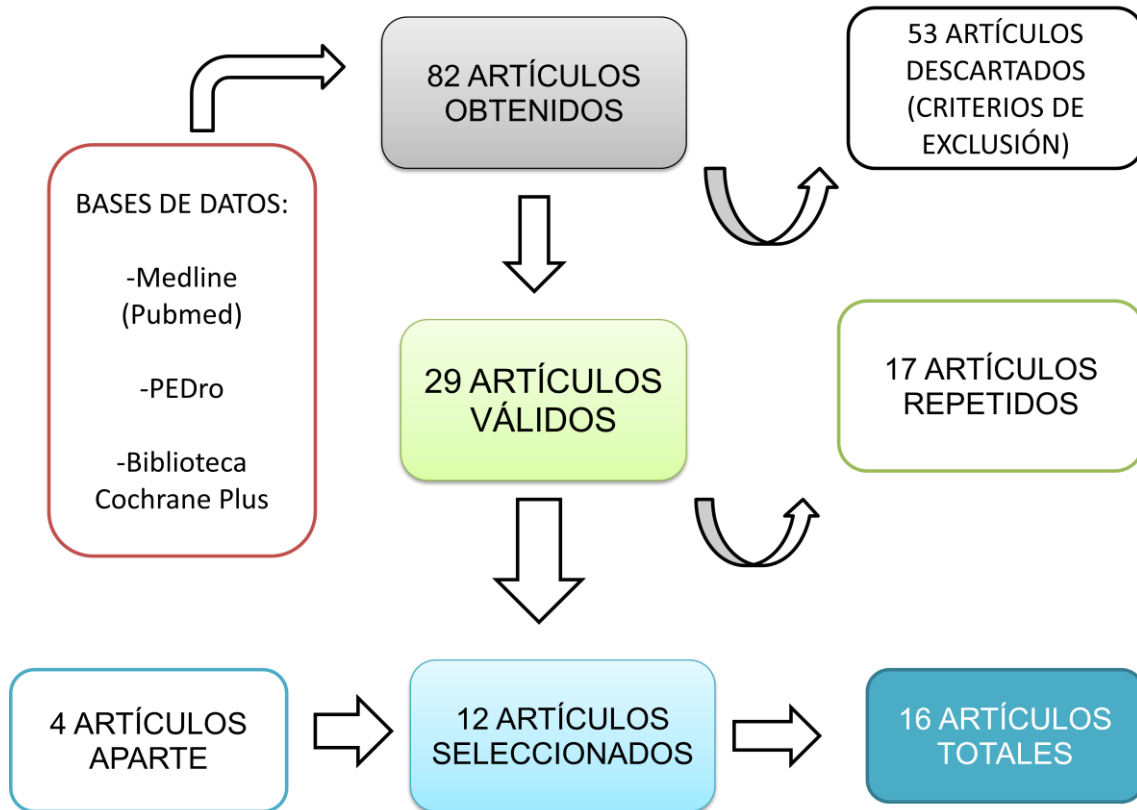 82 ARTÍCULOS
OBTENIDOS
53 ARTÍCULOS
DESCARTADOS
(CRITERIOS DE
EXCLUSIÓN)
BASES DE DATOS:
-Medline
(Pubmed)
-PEDro
-Biblioteca
Cochrane Plus
29 ARTÍCULOS
VÁLIDOS
17 ARTÍCULOS
REPETIDOS
4 ARTÍCULOS
APARTE
12 ARTÍCULOS
SELECCIONADOS
16 ARTÍCULOS
TOTALES